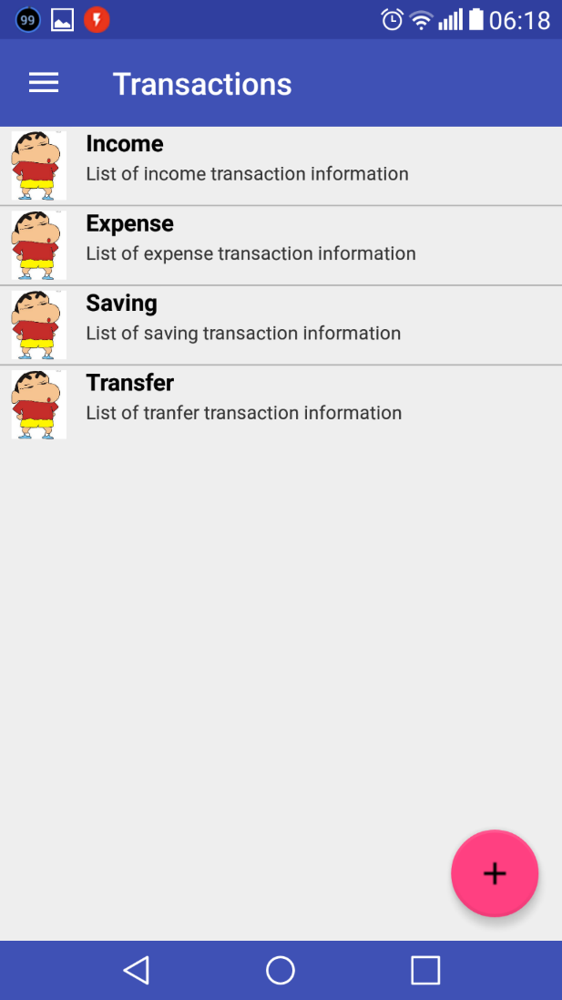 99
06:18
Transactions
Income
List of income transaction information
Expense
List of expense transaction information
Saving
List of saving transaction information
Transfer
List of tranfer transaction information